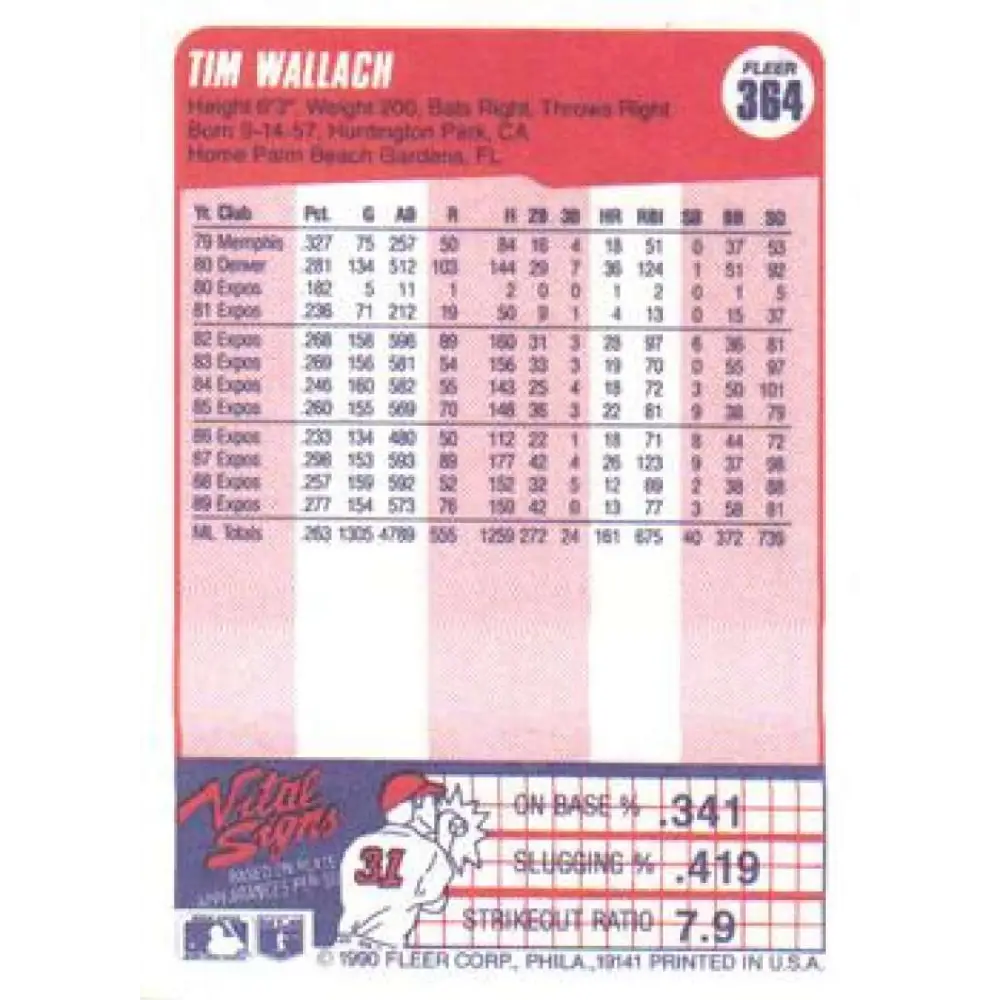 TIM WALLACH
FLEER
364
Height 6'3", Weight 200, Bats Right, Throws Right
Born 9-14-57, Huntington Park, CA
Home Palm Beach Gardens, FL
Yr. Club Pct. G AB R H 2B 3B HR RBI SB BB SO
79 Memphis .327 75 257 50 84 16 4 18 51 0 37 53
80 Denver .281 134 512 103 144 29 7 36 124 1 51 92
80 Expos .182 5 11 1 2 0 0 1 2 0 1 5
81 Expos .236 71 212 19 50 9 1 4 13 0 15 37
82 Expos .268 158 596 89 160 31 3 28 97 6 36 81
83 Expos .269 156 581 54 156 33 3 19 70 0 55 97
84 Expos .246 160 582 55 143 25 4 18 72 3 50 101
85 Expos .260 155 569 70 148 36 3 22 81 9 38 79
86 Expos .233 134 480 50 112 22 1 18 71 8 44 72
87 Expos .298 153 593 89 177 42 4 26 123 9 37 98
88 Expos .257 159 592 52 152 32 5 12 69 2 38 88
89 Expos .277 154 573 76 159 42 0 13 77 3 58 81
ML Totals .263 1305 4789 555 1259 272 24 161 675 40 372 739
Vital
Signs
BASED ON PLATE
APPEARANCES PER SO
31
ON BASE % .341
SLUGGING % .419
STRIKEOUT RATIO 7.9
© 1990 FLEER CORP., PHILA., 19141 PRINTED IN U.S.A.